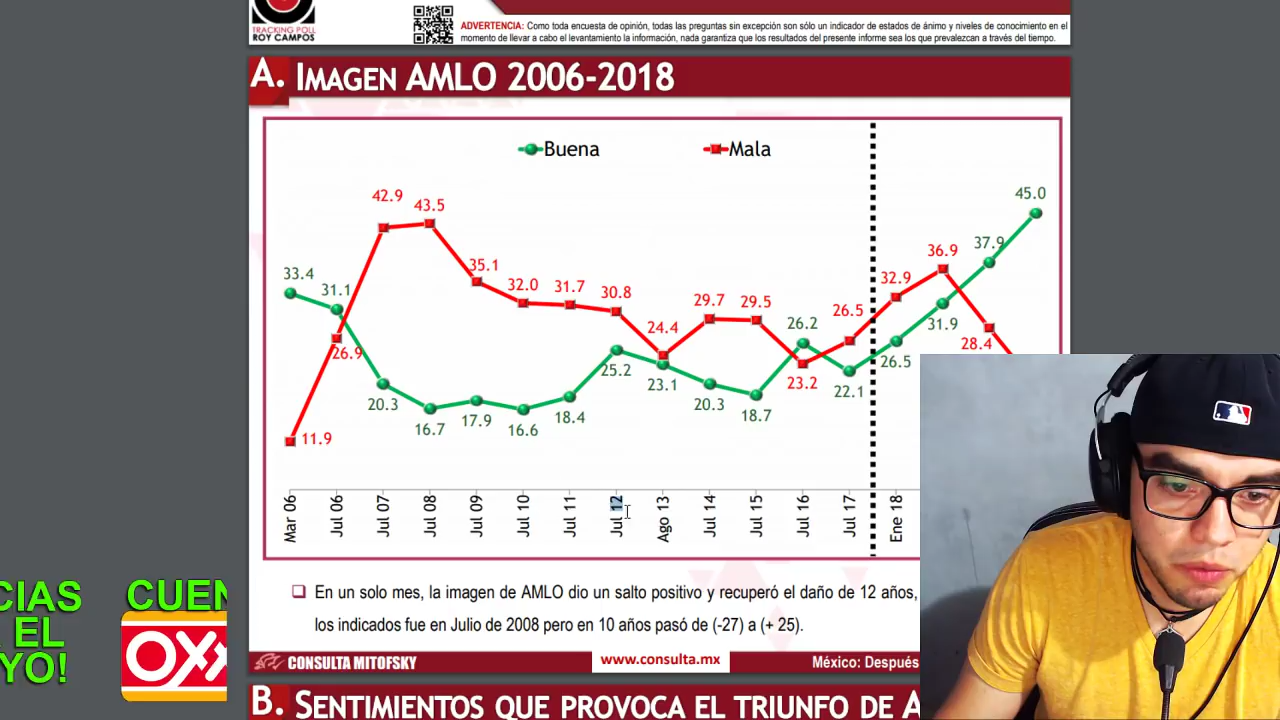 TRACKING POLL
ROY CAMPOS
ADVERTENCIA: Como toda encuesta de opinión, todas las preguntas sin excepción son sólo un indicador de estados de ánimo y niveles de conocimiento en el
momento de llevar a cabo el levantamiento la información, nada garantiza que los resultados del presente informe sea los que prevalezcan a través del tiempo.
A. IMAGEN AMLO 2006-2018
Buena Mala
42.9 43.5 35.1 32.0 31.7 30.8 24.4 29.7 29.5 26.2 26.5 32.9 36.9 37.9 45.0
33.4 31.1
26.9 20.3 16.7 17.9 16.6 18.4 25.2 23.1 20.3 18.7 23.2 22.1 26.5 31.9 28.4
11.9
Mar 06 Jul 06 Jul 07 Jul 08 Jul 09 Jul 10 Jul 11 Jul 12 Ago 13 Jul 14 Jul 15 Jul 16 Jul 17 Ene 18
En un solo mes, la imagen de AMLO dio un salto positivo y recuperó el daño de 12 años,
los indicados fue en Julio de 2008 pero en 10 años pasó de (-27) a (+ 25).
CONSULTA MITOFSKY www.consulta.mx México: Después
B. SENTIMIENTOS QUE PROVOCA EL TRIUNFO DE A
CIAS
EL
YO!
CUEN
OXX